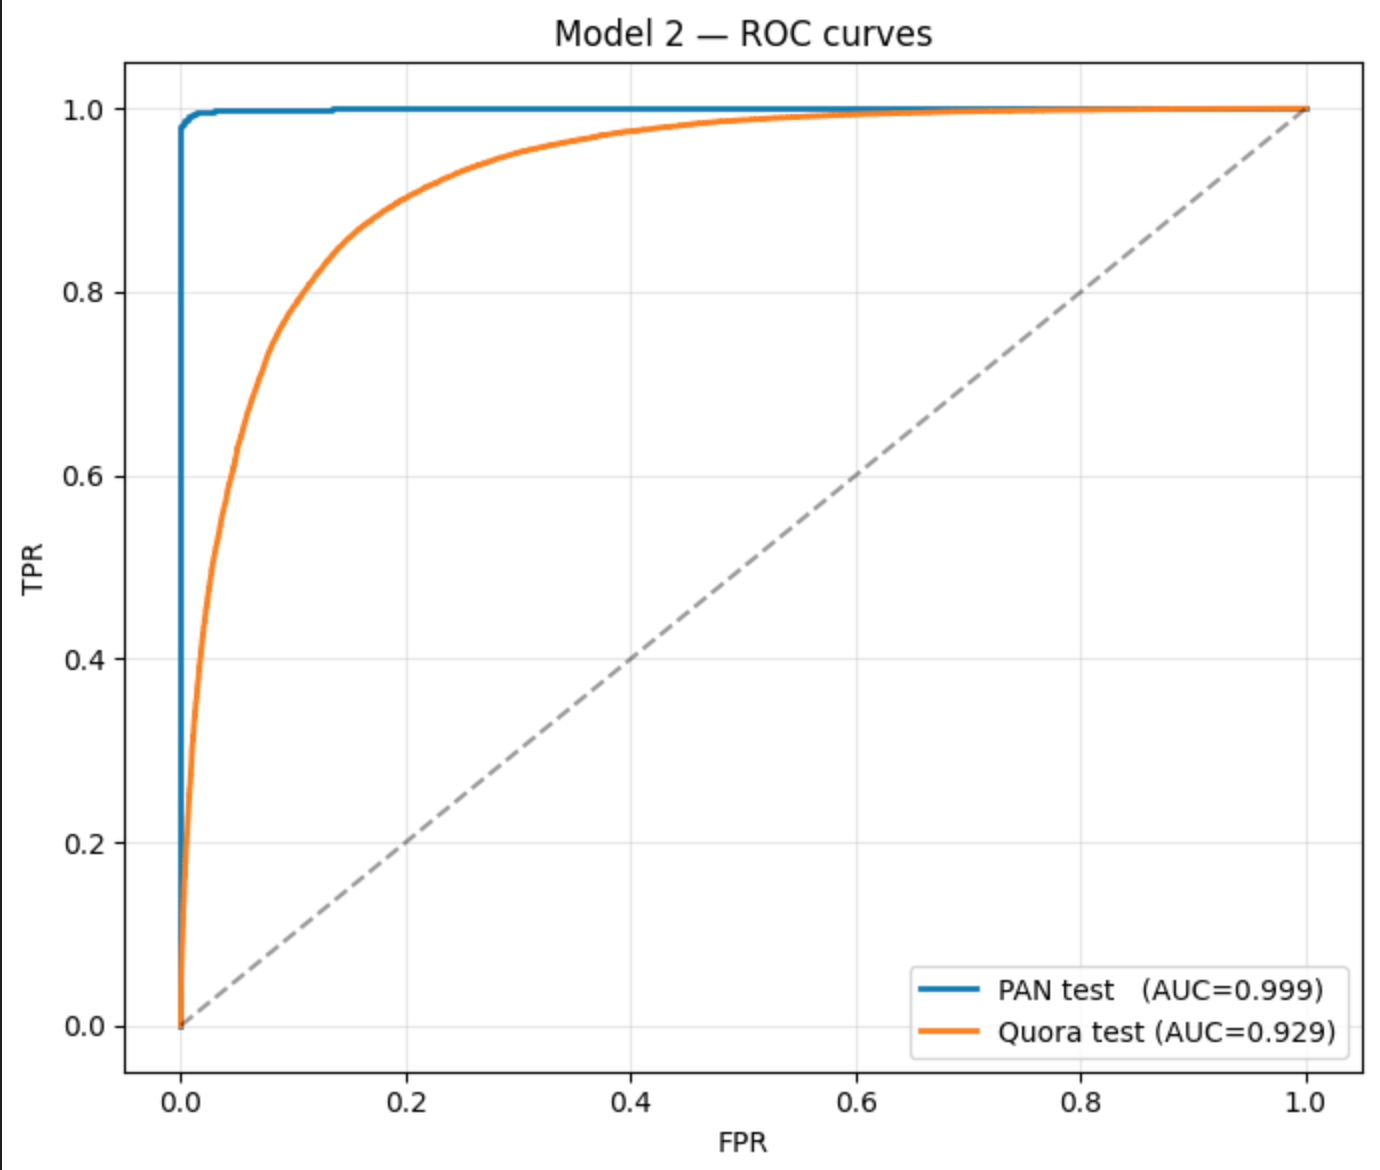 Model 2 — ROC curves
1.0
0.8
0.6
0.4
0.2
0.0
TPR
PAN test (AUC=0.999)
Quora test (AUC=0.929)
0.0 0.2 0.4 0.6 0.8 1.0
FPR